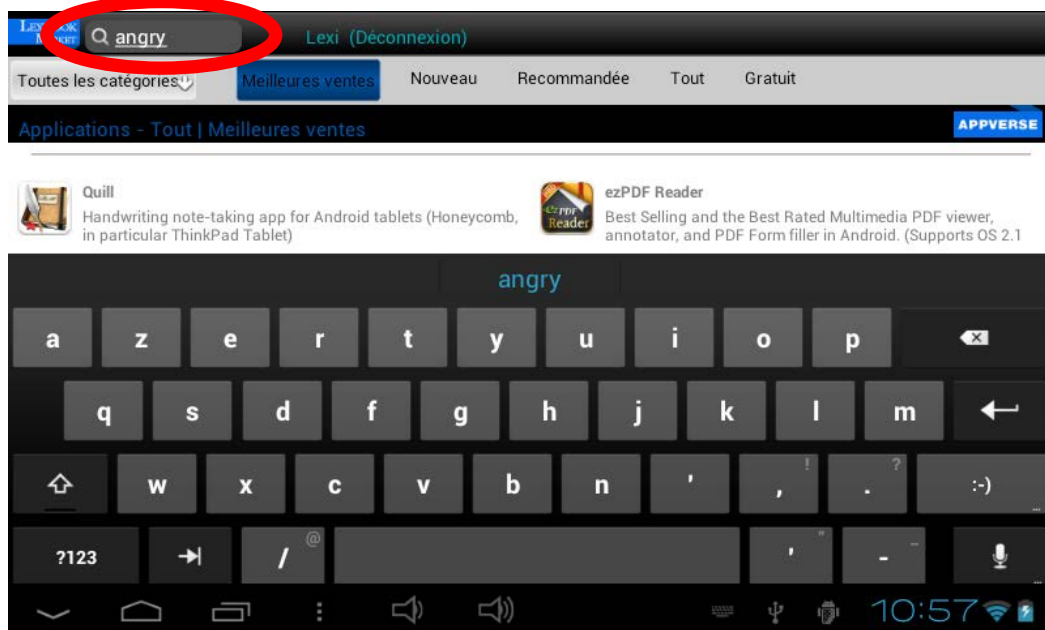 angry Lexi (Déconnexion)
Toutes les catégories Meilleures ventes Nouveau Recommandée Tout Gratuit
Applications - Tout | Meilleures ventes APPVERSE
Quill
Handwriting note-taking app for Android tablets (Honeycomb,
in particular ThinkPad Tablet)
ezPDF Reader
Best Selling and the Best Rated Multimedia PDF viewer,
annotator, and PDF Form filler in Android. (Supports OS 2.1
ezPDF
Reader
angry
a z e r t y u i o p
q s d f g h j k l m
w x c v b n ' , ! . ? :-) ...
?123 / @ ' " - _ ...
10:57